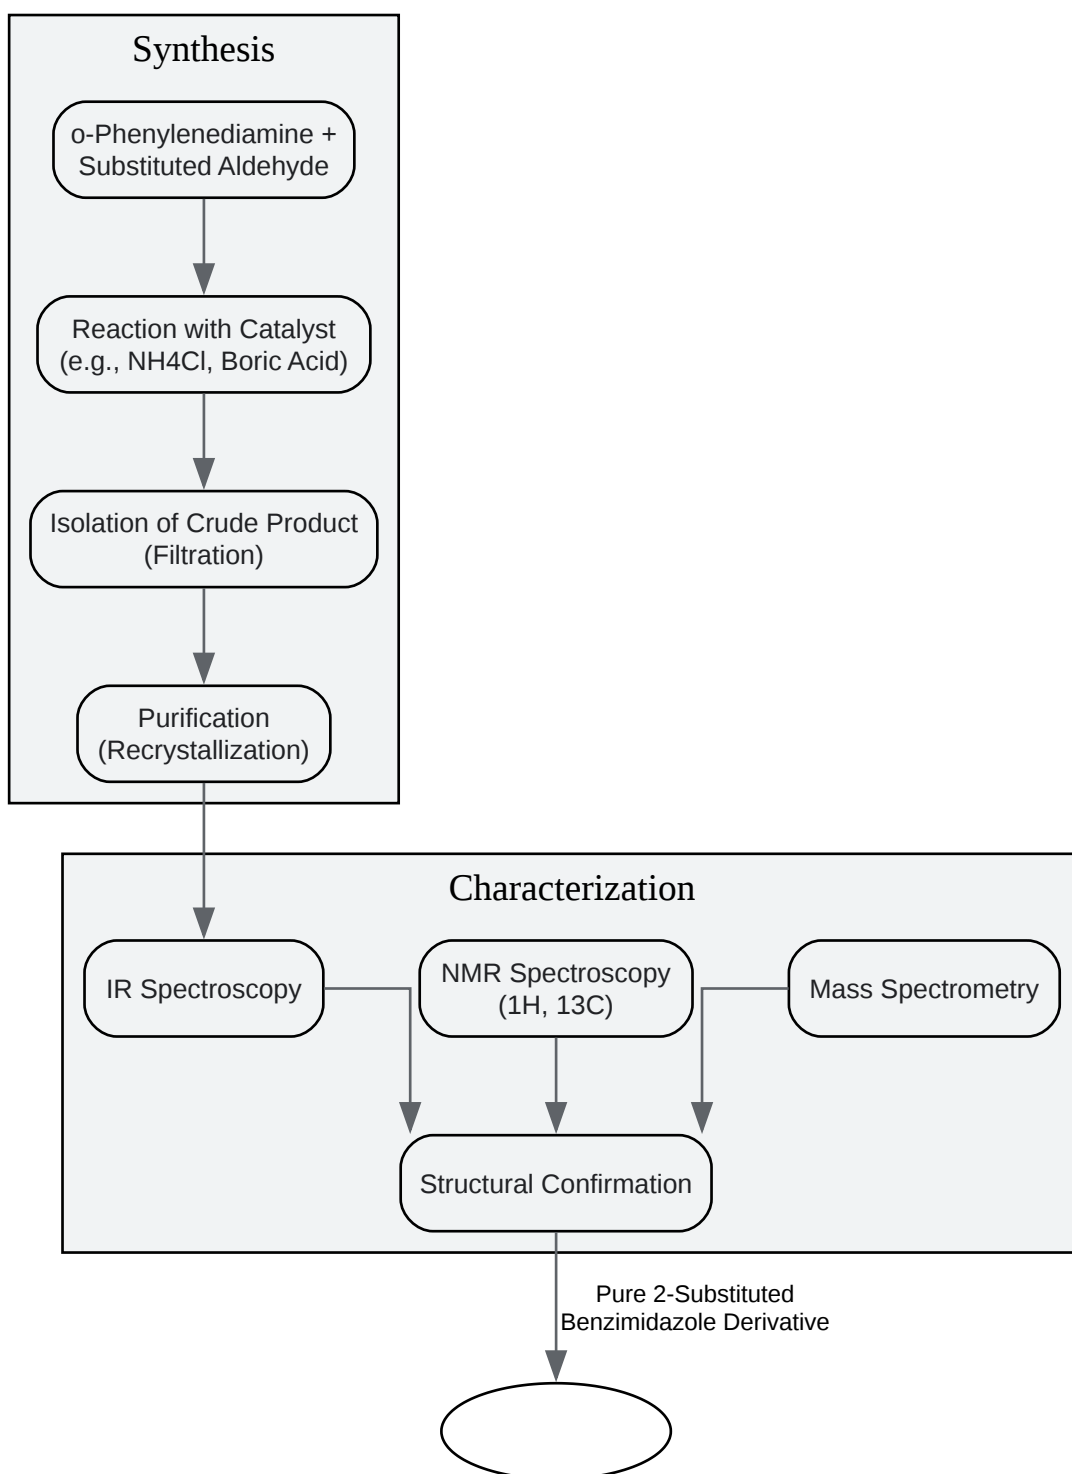 Synthesis
o-Phenylenediamine +
Substituted Aldehyde
Reaction with Catalyst
(e.g., NH4Cl, Boric Acid)
Isolation of Crude Product
(Filtration)
Purification
(Recrystallization)
Characterization
IR Spectroscopy
NMR Spectroscopy
(1H, 13C)
Mass Spectrometry
Structural Confirmation
Pure 2-Substituted
Benzimidazole Derivative